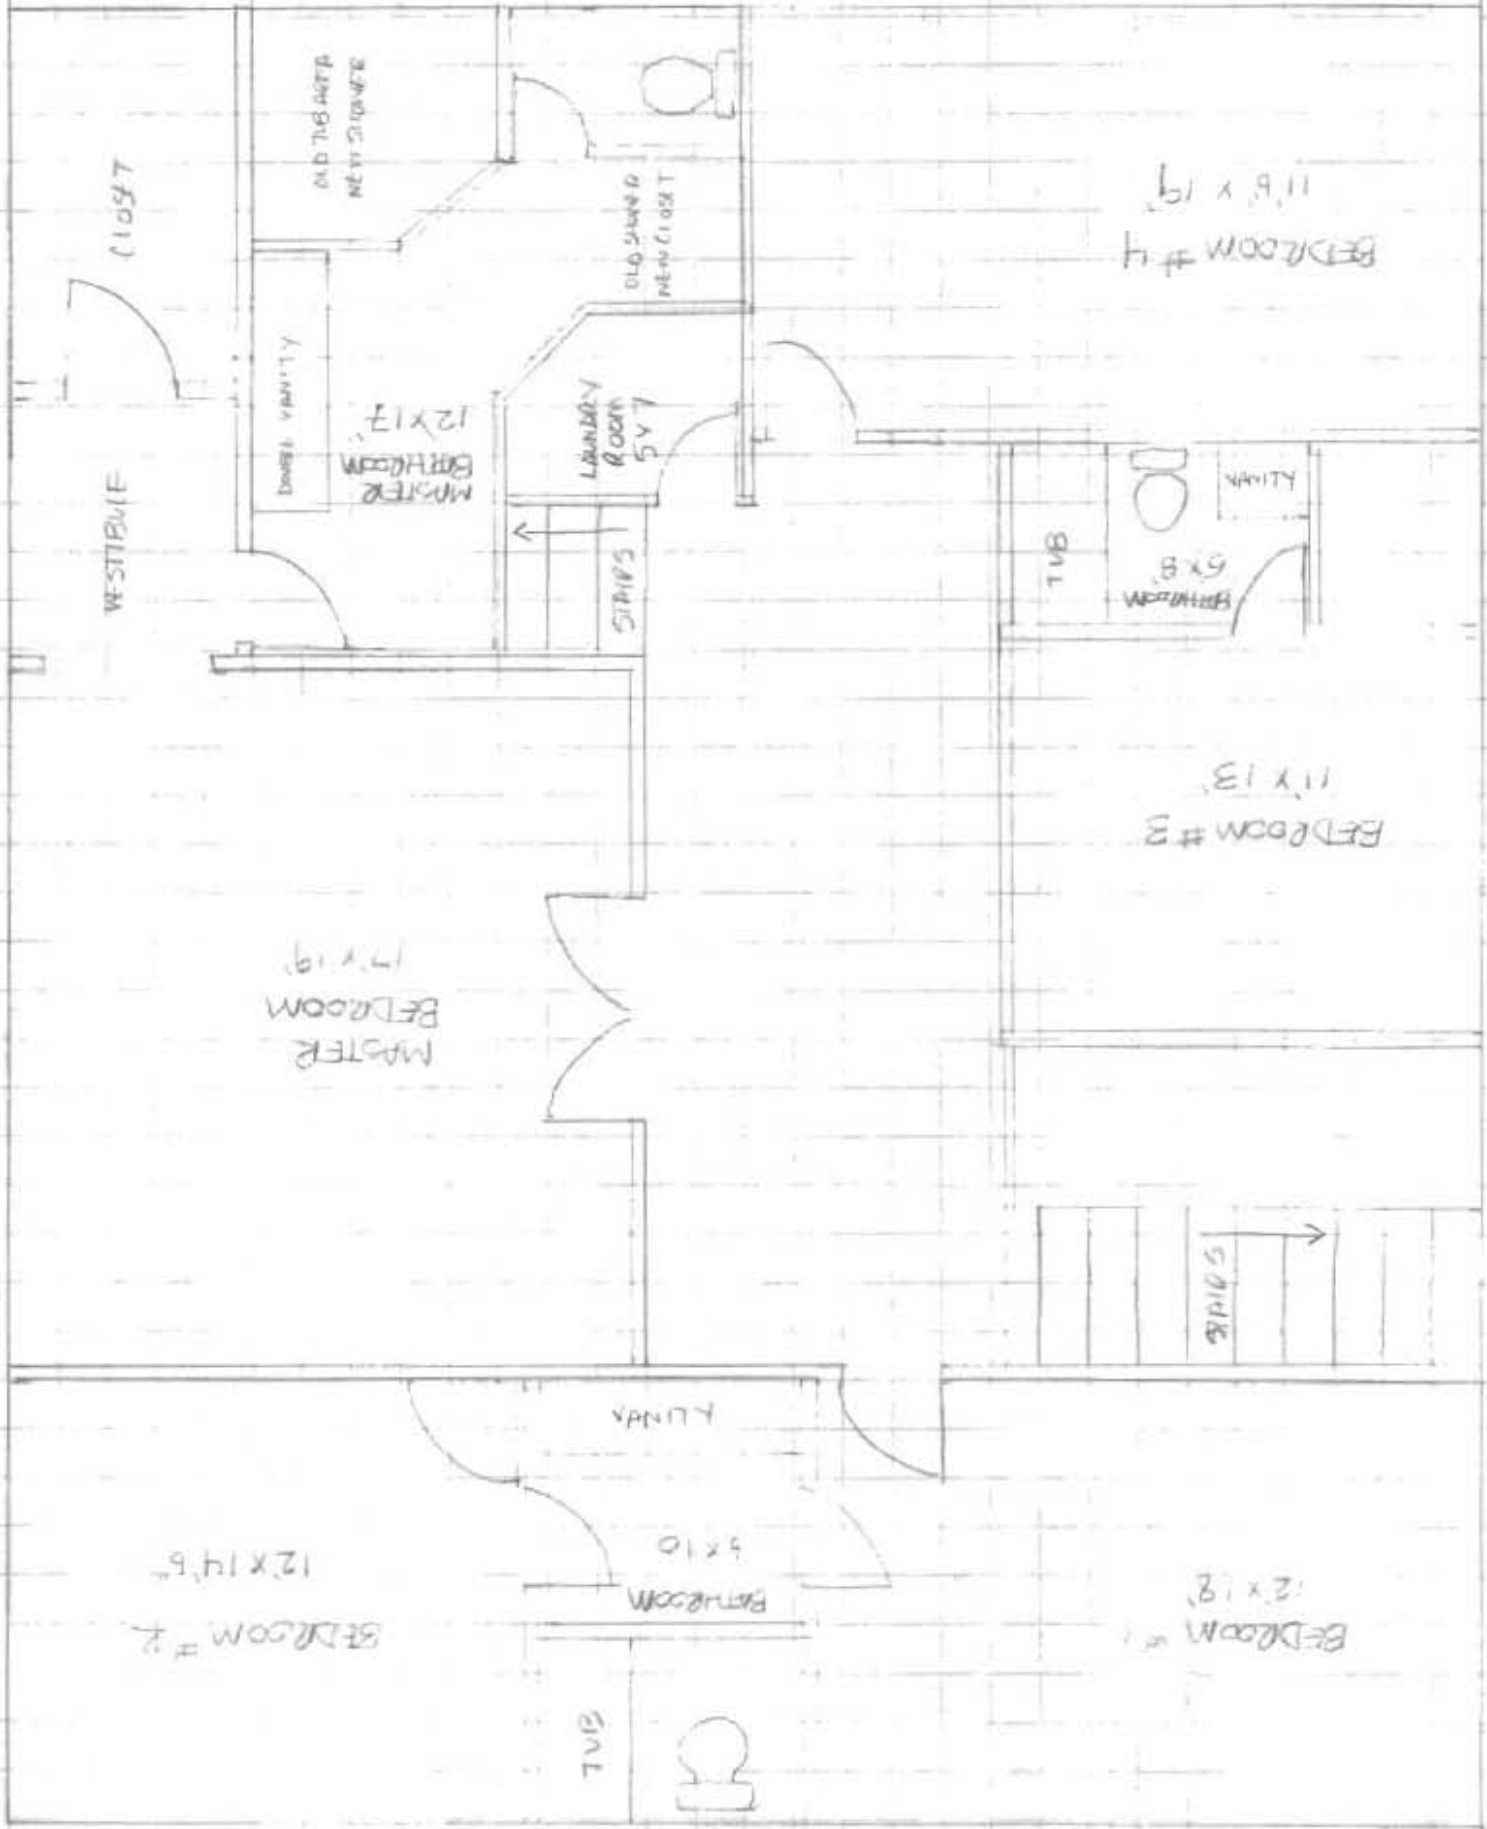 CLOSET
OLD TUB AREA
NEW SHOWER
OLD SHOWER
NEW CLOSET
BEDROOM #4
11'6" X 19'
DOUBLE VANITY
MASTER
BATHROOM
12 X 17'
LAUNDRY
ROOM
5 X 7
VESTIBULE
STAIRS
TUB
VANITY
BATHROOM
5 X 8'
BEDROOM #3
11' X 13'
MASTER
BEDROOM
17' X 19'
STAIRS
VANITY
BATHROOM
X 10
BEDROOM #2
12' X 14'6"
BEDROOM #1
12' X 18'
TUB